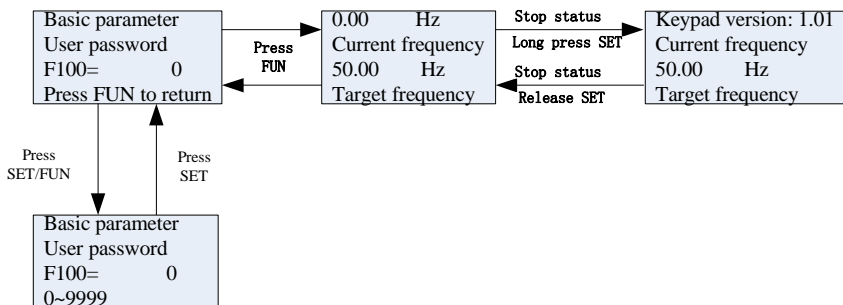 Basic parameter
User password
F100= 0
Press FUN to return
Press
FUN
0.00 Hz
Current frequency
50.00 Hz
Target frequency
Stop status
Long press SET
Stop status
Release SET
Keypad version: 1.01
Current frequency
50.00 Hz
Target frequency
Press
SET/FUN
Press
SET
Basic parameter
User password
F100= 0
0~9999